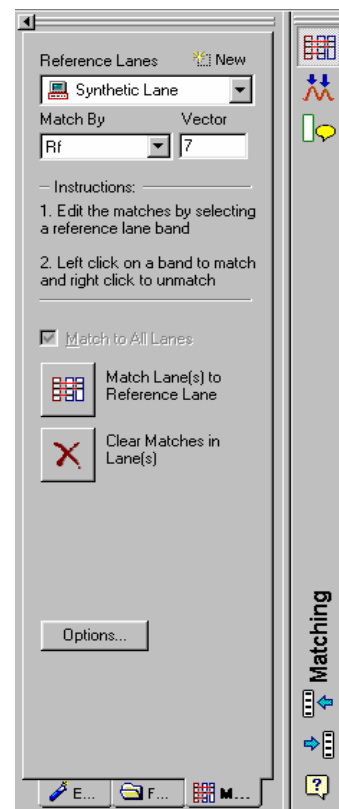 Reference Lanes New
Synthetic Lane
Match By Vector
Rf 7
Instructions:
1. Edit the matches by selecting
a reference lane band
2. Left click on a band to match
and right click to unmatch
Match to All Lanes
Match Lane(s) to
Reference Lane
Clear Matches in
Lane(s)
Options...
E... F... M...
Matching